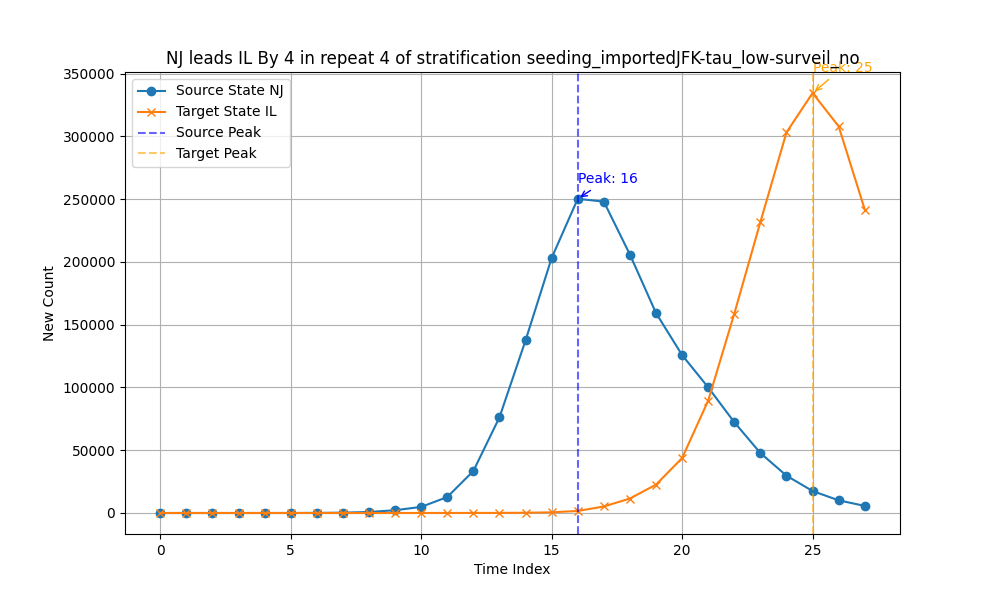 NJ leads IL By 4 in repeat 4 of stratification seeding_importedJFK-tau_low-surveil_no
Peak: 25
350000
300000
250000
200000
150000
100000
50000
0
New Count
Source State NJ
Target State IL
Source Peak
Target Peak
Peak: 16
0
5
10
15
20
25
Time Index